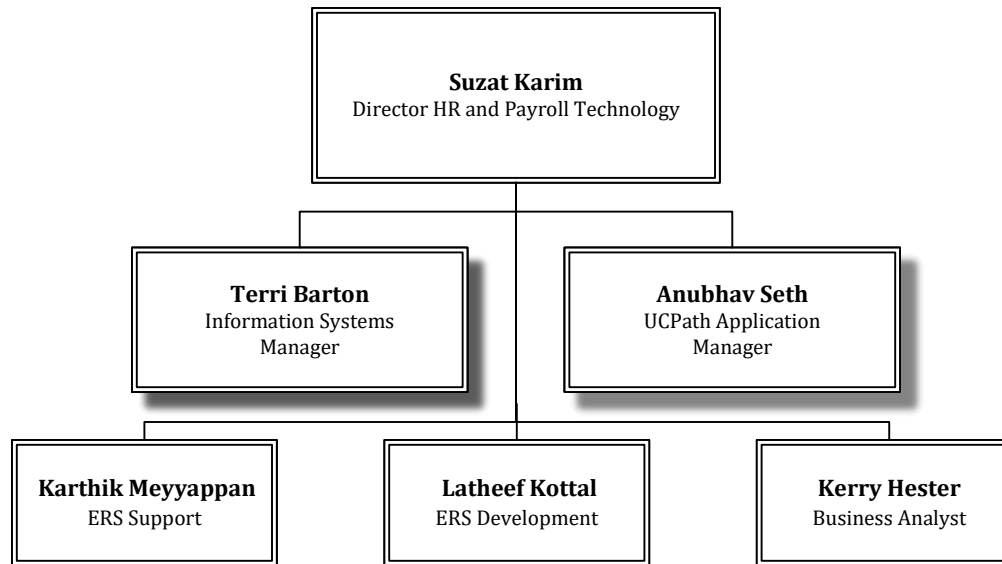 Suzat Karim
Director HR and Payroll Technology
Terri Barton
Information Systems
Manager
Anubhav Seth
UCPath Application
Manager
Karthik Meyyappan
ERS Support
Latheef Kottal
ERS Development
Kerry Hester
Business Analyst